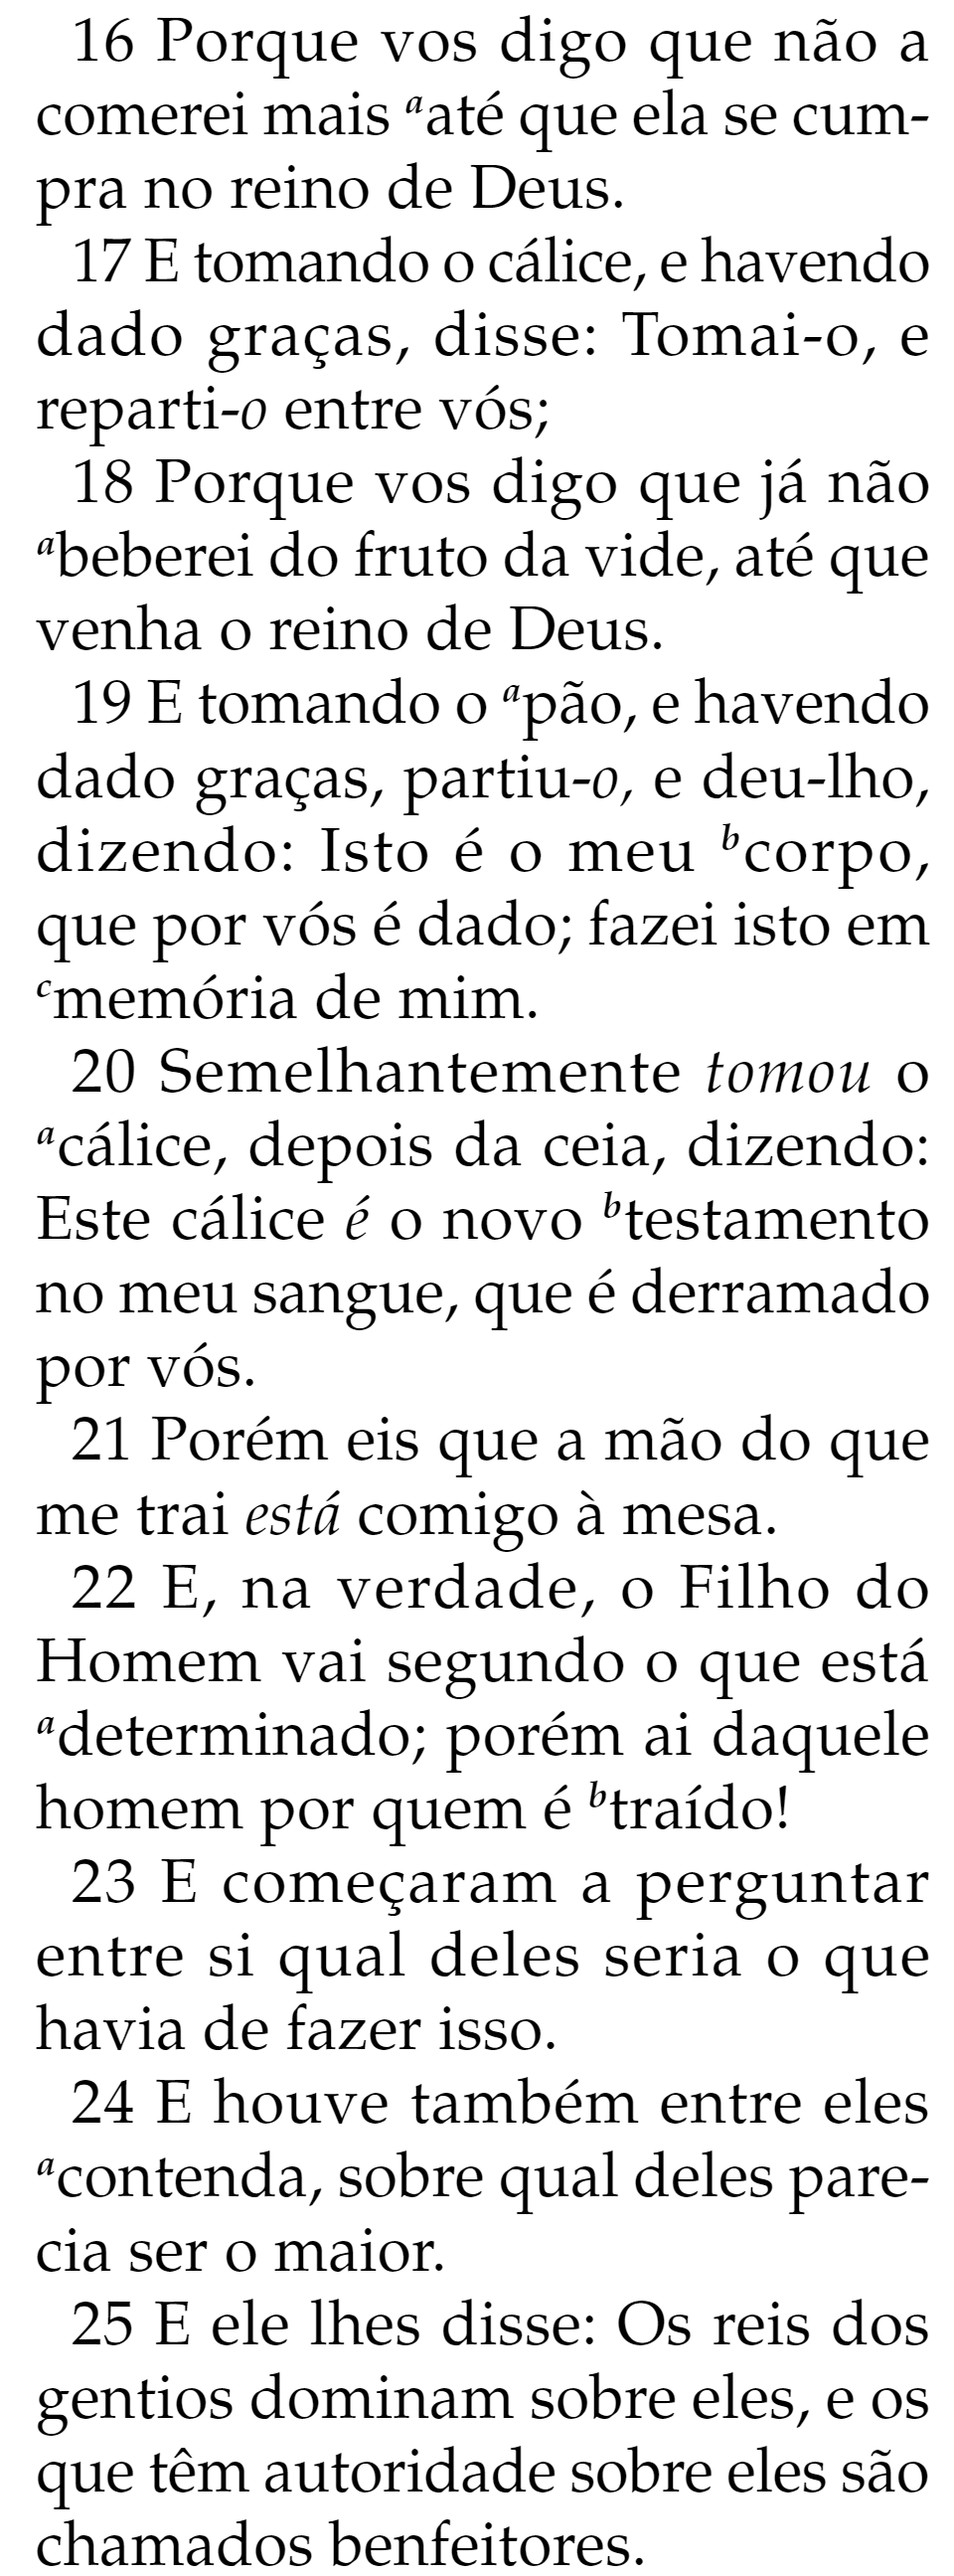 16 Porque vos digo que não a
comerei mais ᵃaté que ela se cum-
pra no reino de Deus.
17 E tomando o cálice, e havendo
dado graças, disse: Tomai-o, e
reparti-o entre vós;
18 Porque vos digo que já não
ᵃbeberei do fruto da vide, até que
venha o reino de Deus.
19 E tomando o ᵃpão, e havendo
dado graças, partiu-o, e deu-lho,
dizendo: Isto é o meu ᵇcorpo,
que por vós é dado; fazei isto em
ᶜmemória de mim.
20 Semelhantemente tomou o
ᵃcálice, depois da ceia, dizendo:
Este cálice é o novo ᵇtestamento
no meu sangue, que é derramado
por vós.
21 Porém eis que a mão do que
me trai está comigo à mesa.
22 E, na verdade, o Filho do
Homem vai segundo o que está
ᵃdeterminado; porém ai daquele
homem por quem é ᵇtraído!
23 E começaram a perguntar
entre si qual deles seria o que
havia de fazer isso.
24 E houve também entre eles
ᵃcontenda, sobre qual deles pare-
cia ser o maior.
25 E ele lhes disse: Os reis dos
gentios dominam sobre eles, e os
que têm autoridade sobre eles são
chamados benfeitores.